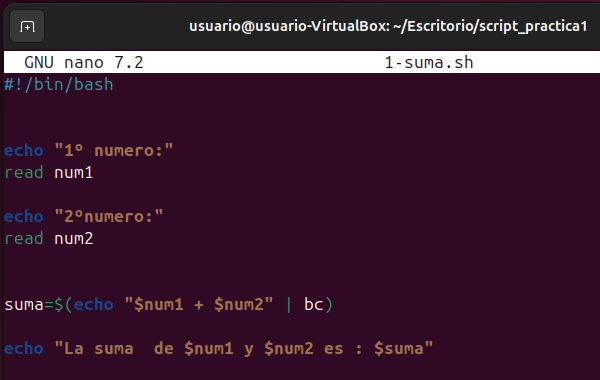 usuario@usuario-VirtualBox: ~/Escritorio/script_practica1
GNU nano 7.2 1-suma.sh
#!/bin/bash
echo "1º numero:"
read num1
echo "2ºnumero:"
read num2
suma=$(echo "$num1 + $num2" | bc)
echo "La suma  de $num1 y $num2 es : $suma"